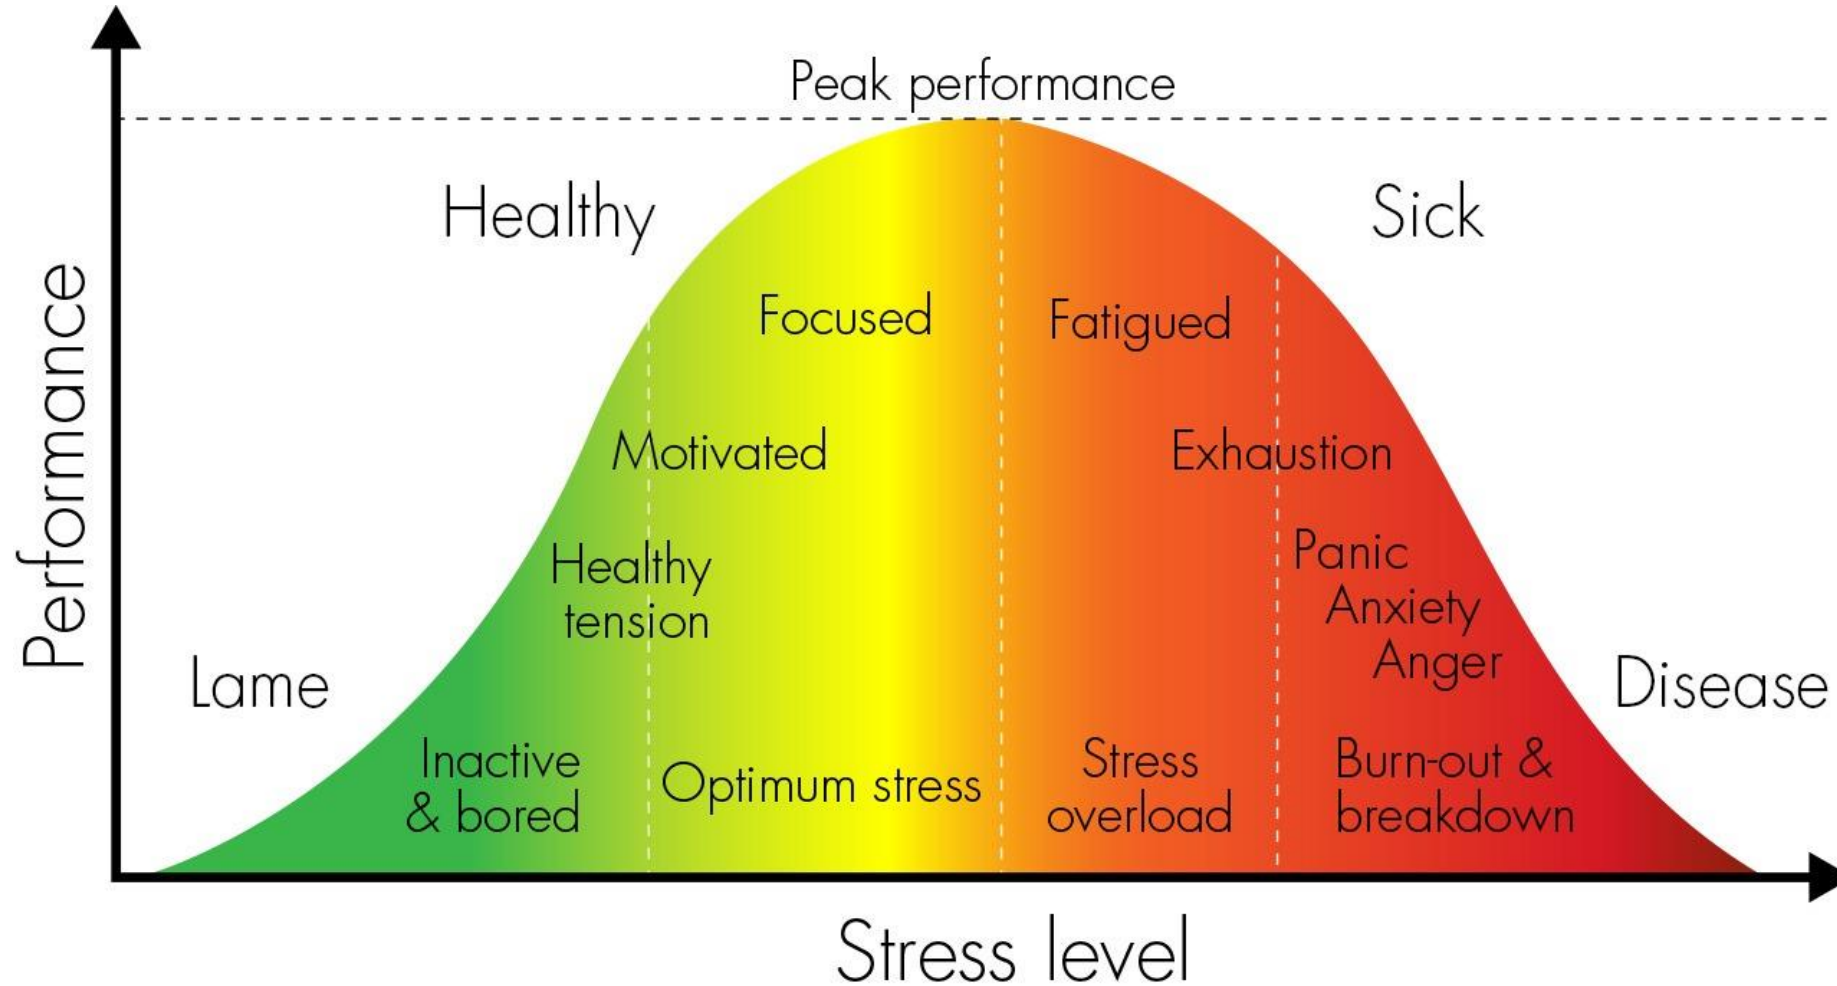 Peak performance
Healthy
Sick
Focused
Fatigued
Motivated
Exhaustion
Healthy
tension
Panic
Anxiety
Anger
Lame
Disease
Inactive
& bored
Optimum stress
Stress
overload
Burn-out &
breakdown
Performance
Stress level